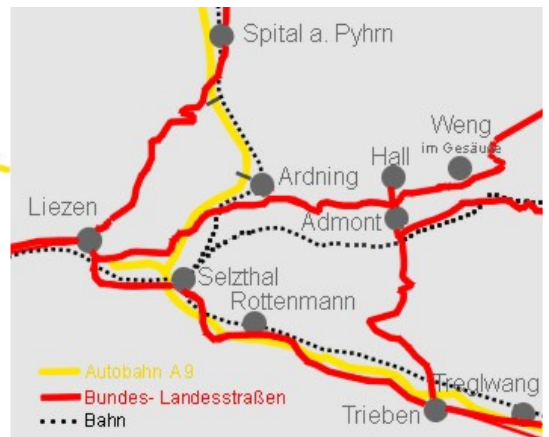 Spital a. Pyhrn
Weng
im Gesäuse
Hall
Ardning
Admont
Liezen
Selzthal
Rottenmann
Autobahn A9
Bundes- Landesstraßen
Bahn
Treglwang
Trieben